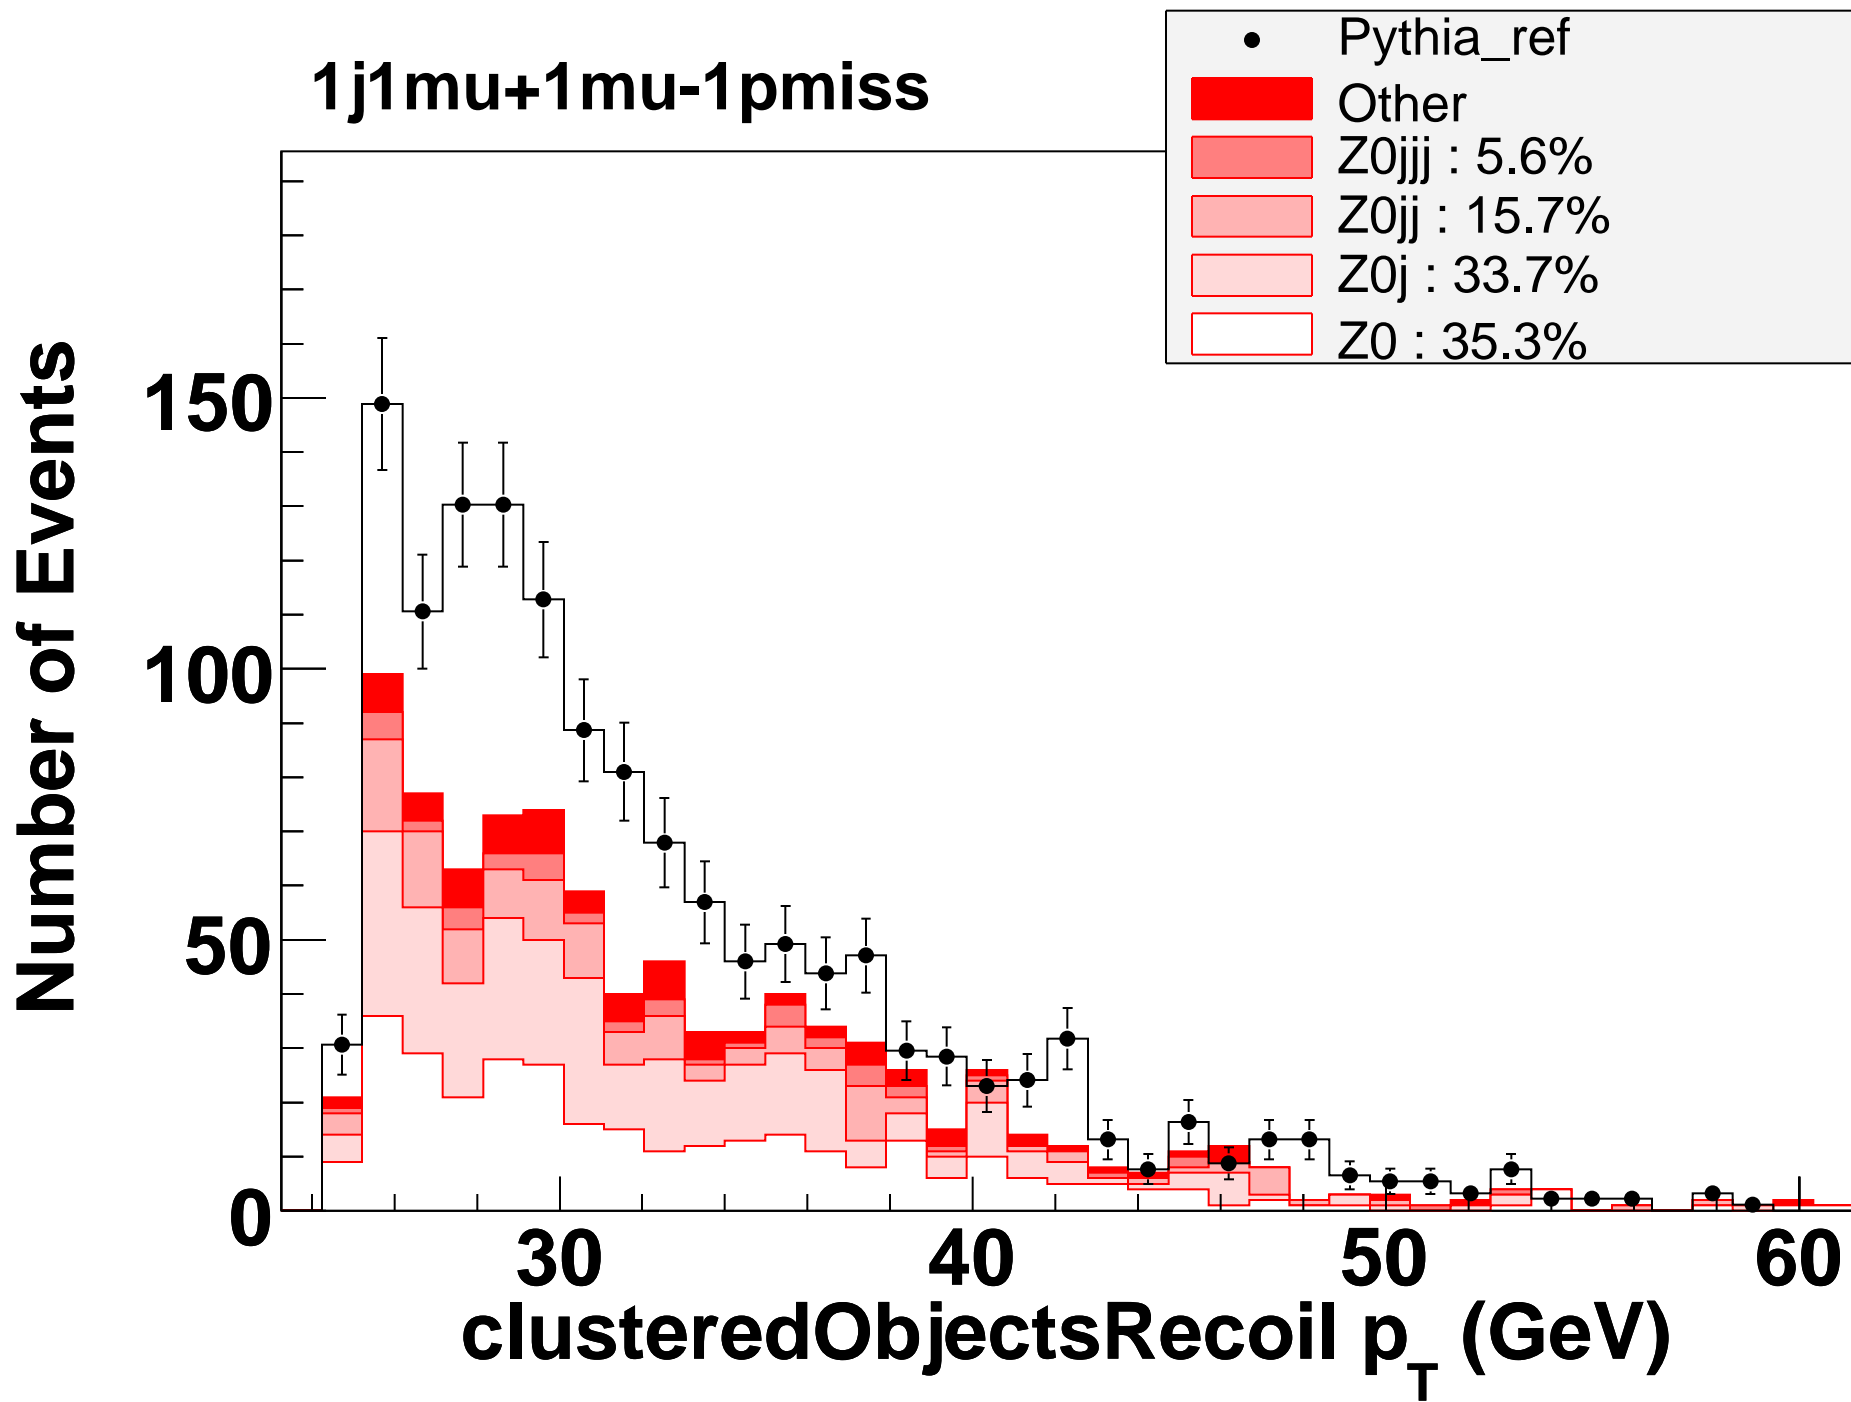 1j1mu+1mu-1pmiss
Pythia_ref
Other
Z0jjj : 5.6%
Z0jj : 15.7%
Z0j : 33.7%
Z0 : 35.3%
Number of Events
150
100
50
0
30 40 50 60
clusteredObjectsRecoil p_T (GeV)